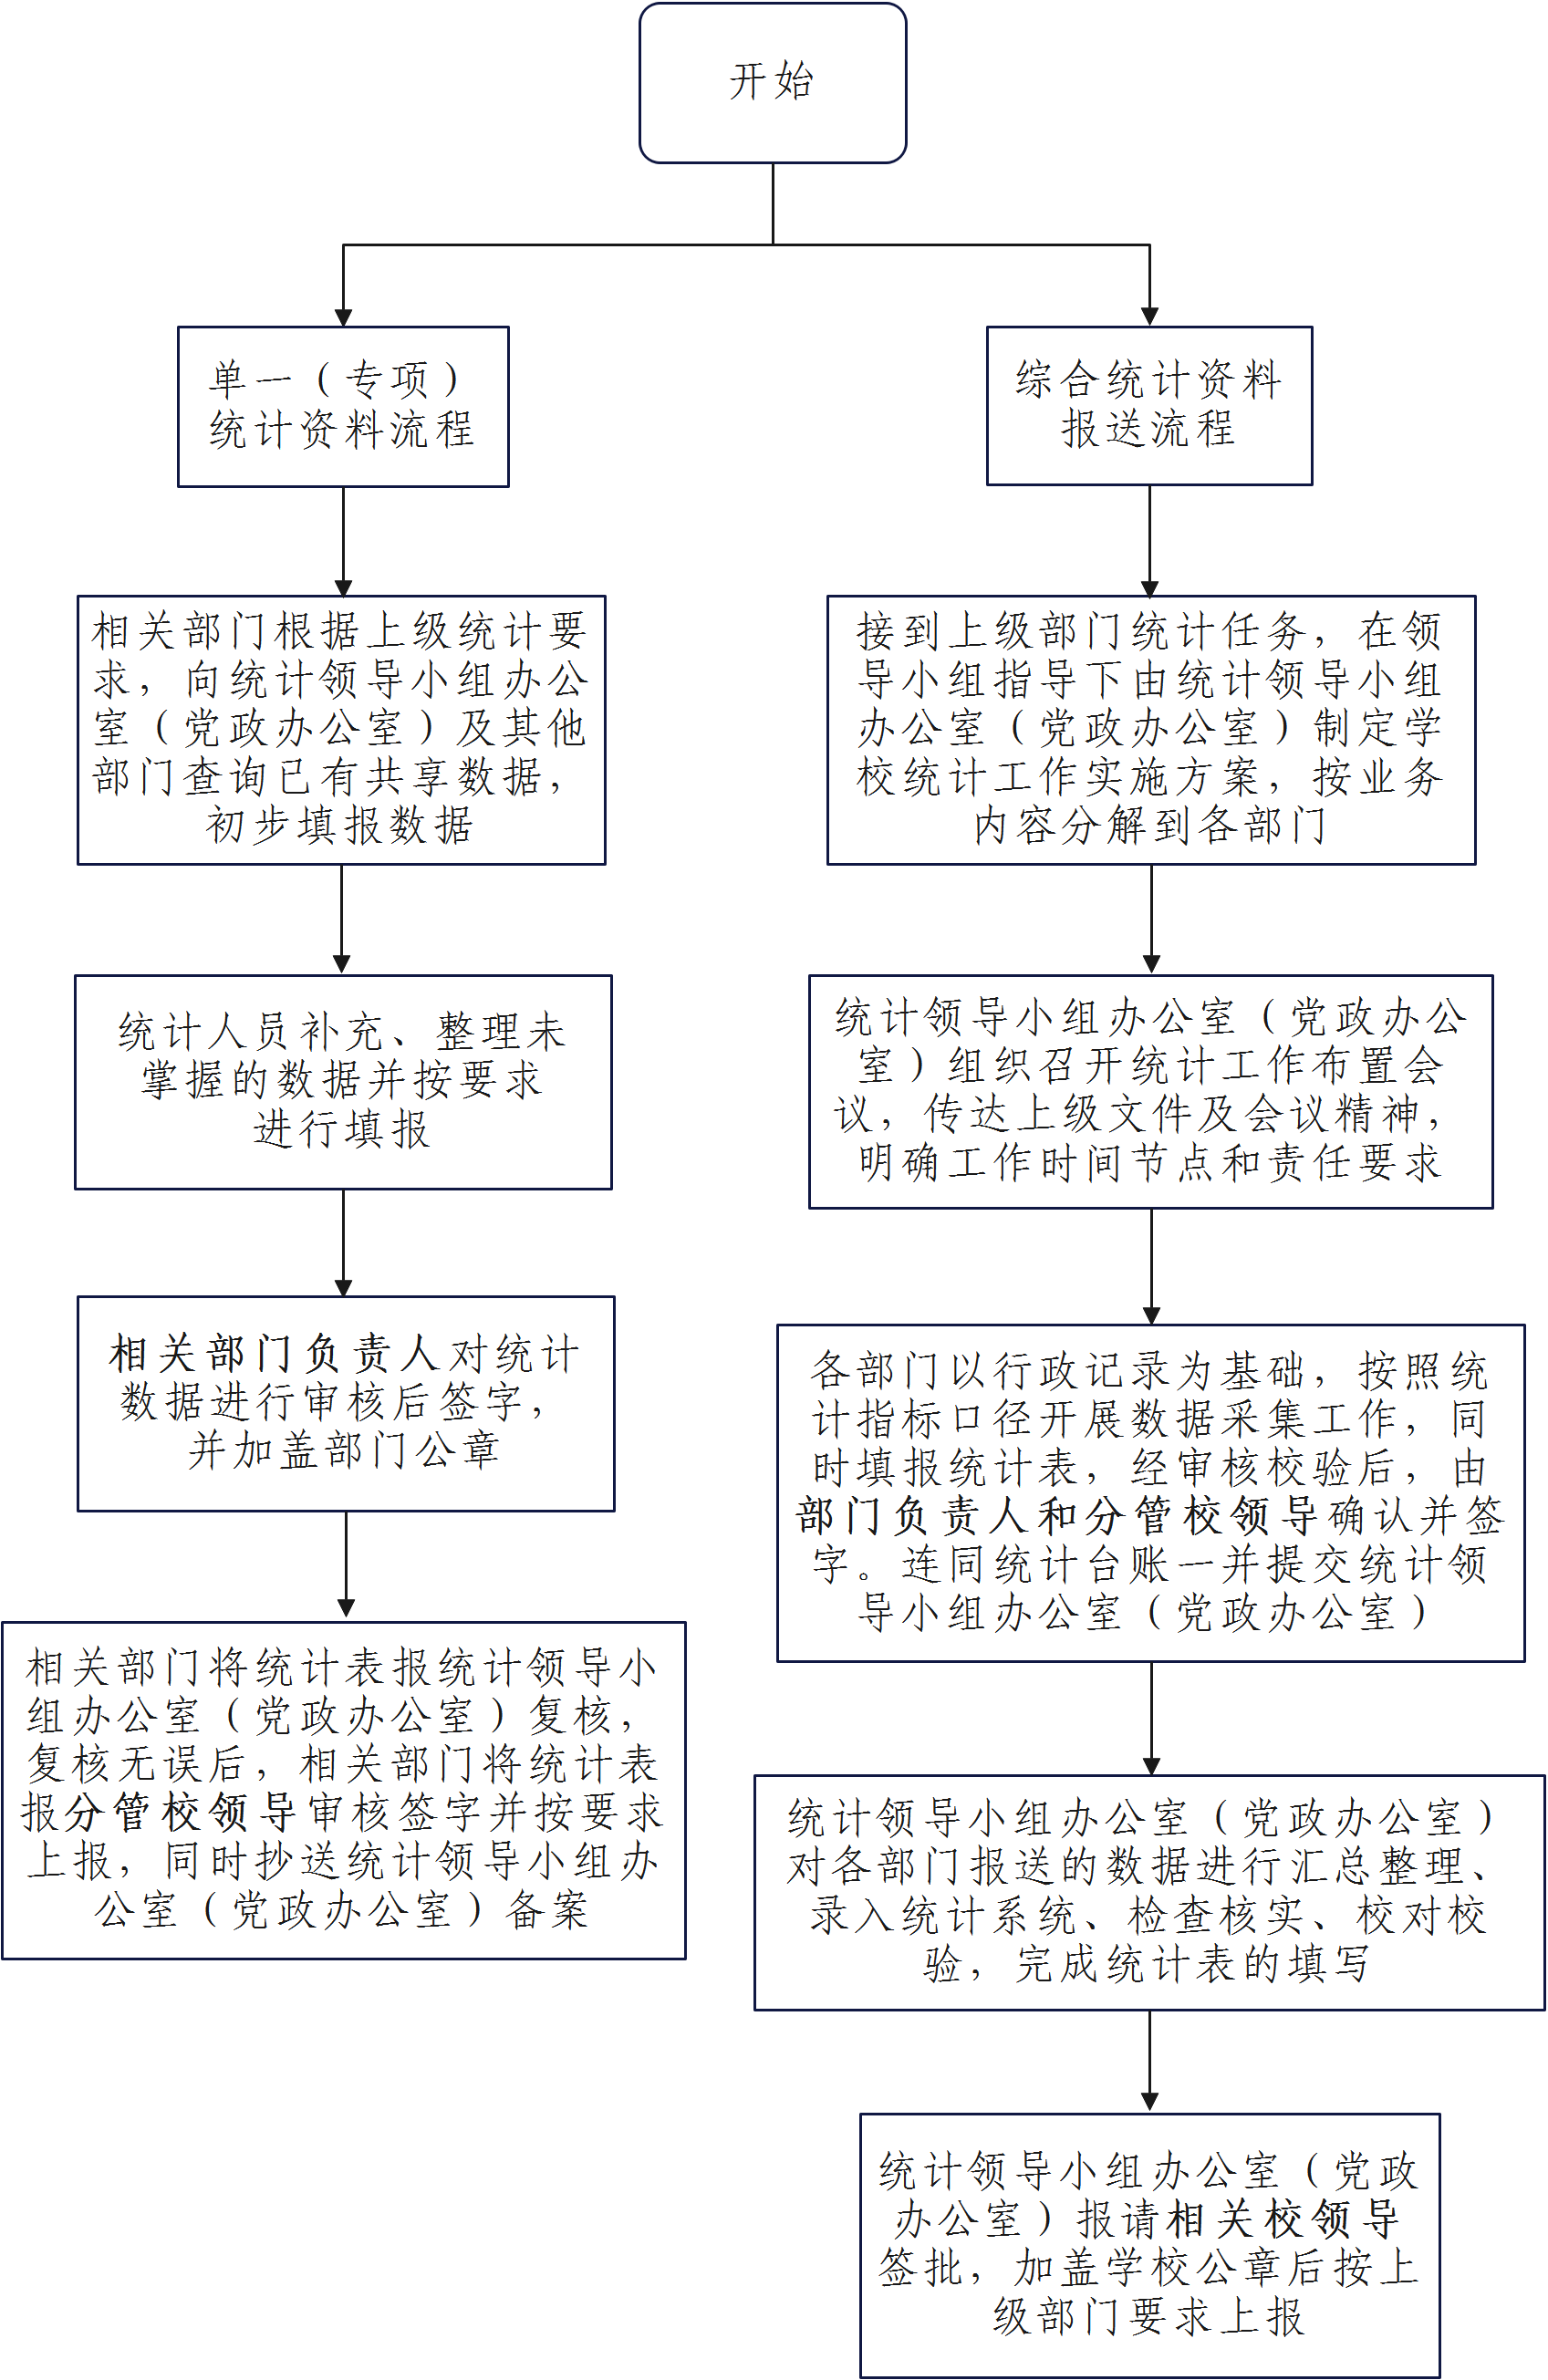 开始
单一（专项）
统计资料流程
相关部门根据上级统计要
求，向统计领导小组办公
室（党政办公室）及其他
部门查询已有共享数据，
初步填报数据
统计人员补充、整理未
掌握的数据并按要求
进行填报
相关部门负责人对统计
数据进行审核后签字，
并加盖部门公章
相关部门将统计表报统计领导小
组办公室（党政办公室）复核，
复核无误后，相关部门将统计表
报分管校领导审核签字并按要求
上报，同时抄送统计领导小组办
公室（党政办公室）备案
综合统计资料
报送流程
接到上级部门统计任务，在领
导小组指导下由统计领导小组
办公室（党政办公室）制定学
校统计工作实施方案，按业务
内容分解到各部门
统计领导小组办公室（党政办公
室）组织召开统计工作布置会
议，传达上级文件及会议精神，
明确工作时间节点和责任要求
各部门以行政记录为基础，按照统
计指标口径开展数据采集工作，同
时填报统计表，经审核校验后，由
部门负责人和分管校领导确认并签
字。连同统计台账一并提交统计领
导小组办公室（党政办公室）
统计领导小组办公室（党政办公室）
对各部门报送的数据进行汇总整理、
录入统计系统、检查核实、校对校
验，完成统计表的填写
统计领导小组办公室（党政
办公室）报请相关校领导
签批，加盖学校公章后按上
级部门要求上报